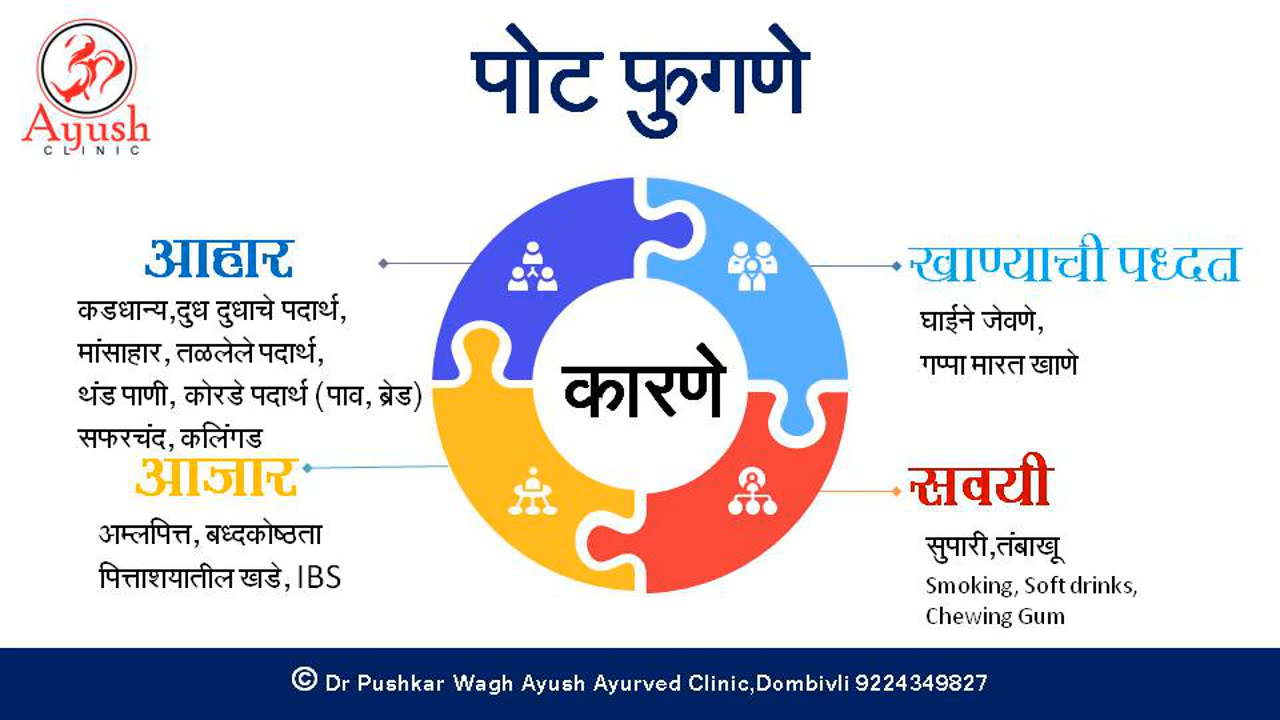 Ayush
CLINIC
पोट फुगणे
आहार
कडधान्य,दुध दुधाचे पदार्थ,
मांसाहार, तळलेले पदार्थ,
थंड पाणी, कोरडे पदार्थ (पाव, ब्रेड)
सफरचंद, कलिंगड
खाण्याची पध्दत
घाईने जेवणे,
गप्पा मारत खाणे
कारणे
आजार
अम्लपित्त, बध्दकोष्ठता
पित्ताशयातील खडे, IBS
सवयी
सुपारी,तंबाखू
Smoking, Soft drinks,
Chewing Gum
© Dr Pushkar Wagh Ayush Ayurved Clinic,Dombivli 9224349827